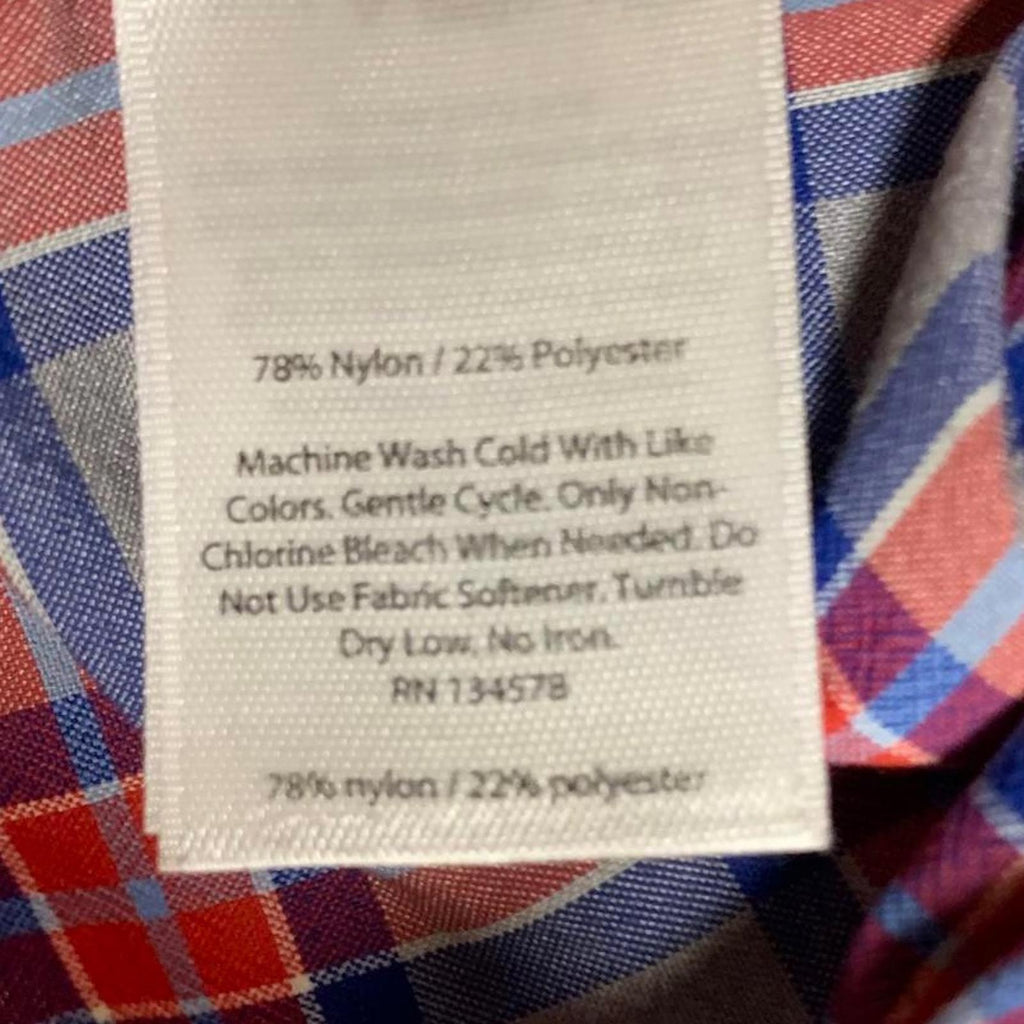 78% Nylon / 22% Polyester
Machine Wash Cold With Like
Colors. Gentle Cycle. Only Non-
Chlorine Bleach When Needed. Do
Not Use Fabric Softener. Tumble
Dry Low. No Iron.
RN 134578
78% nylon / 22% polyester